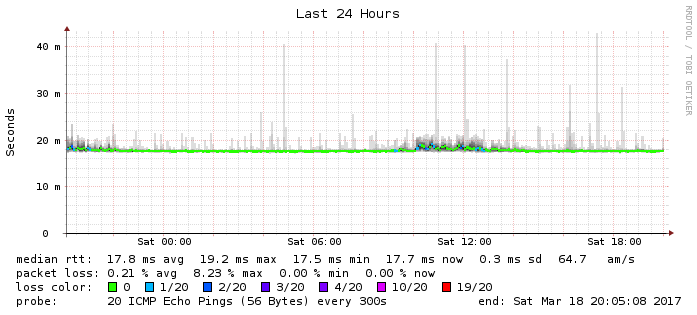 Last 24 Hours
RRDTOOL / TOBI OETIKER
Seconds
40 m
30 m
20 m
10 m
0
Sat 00:00 Sat 06:00 Sat 12:00 Sat 18:00
median rtt: 17.8 ms avg 19.2 ms max 17.5 ms min 17.7 ms now 0.3 ms sd 64.7 am/s
packet loss: 0.21 % avg 8.23 % max 0.00 % min 0.00 % now
loss color: 0 1/20 2/20 3/20 4/20 10/20 19/20
probe: 20 ICMP Echo Pings (56 Bytes) every 300s end: Sat Mar 18 20:05:08 2017